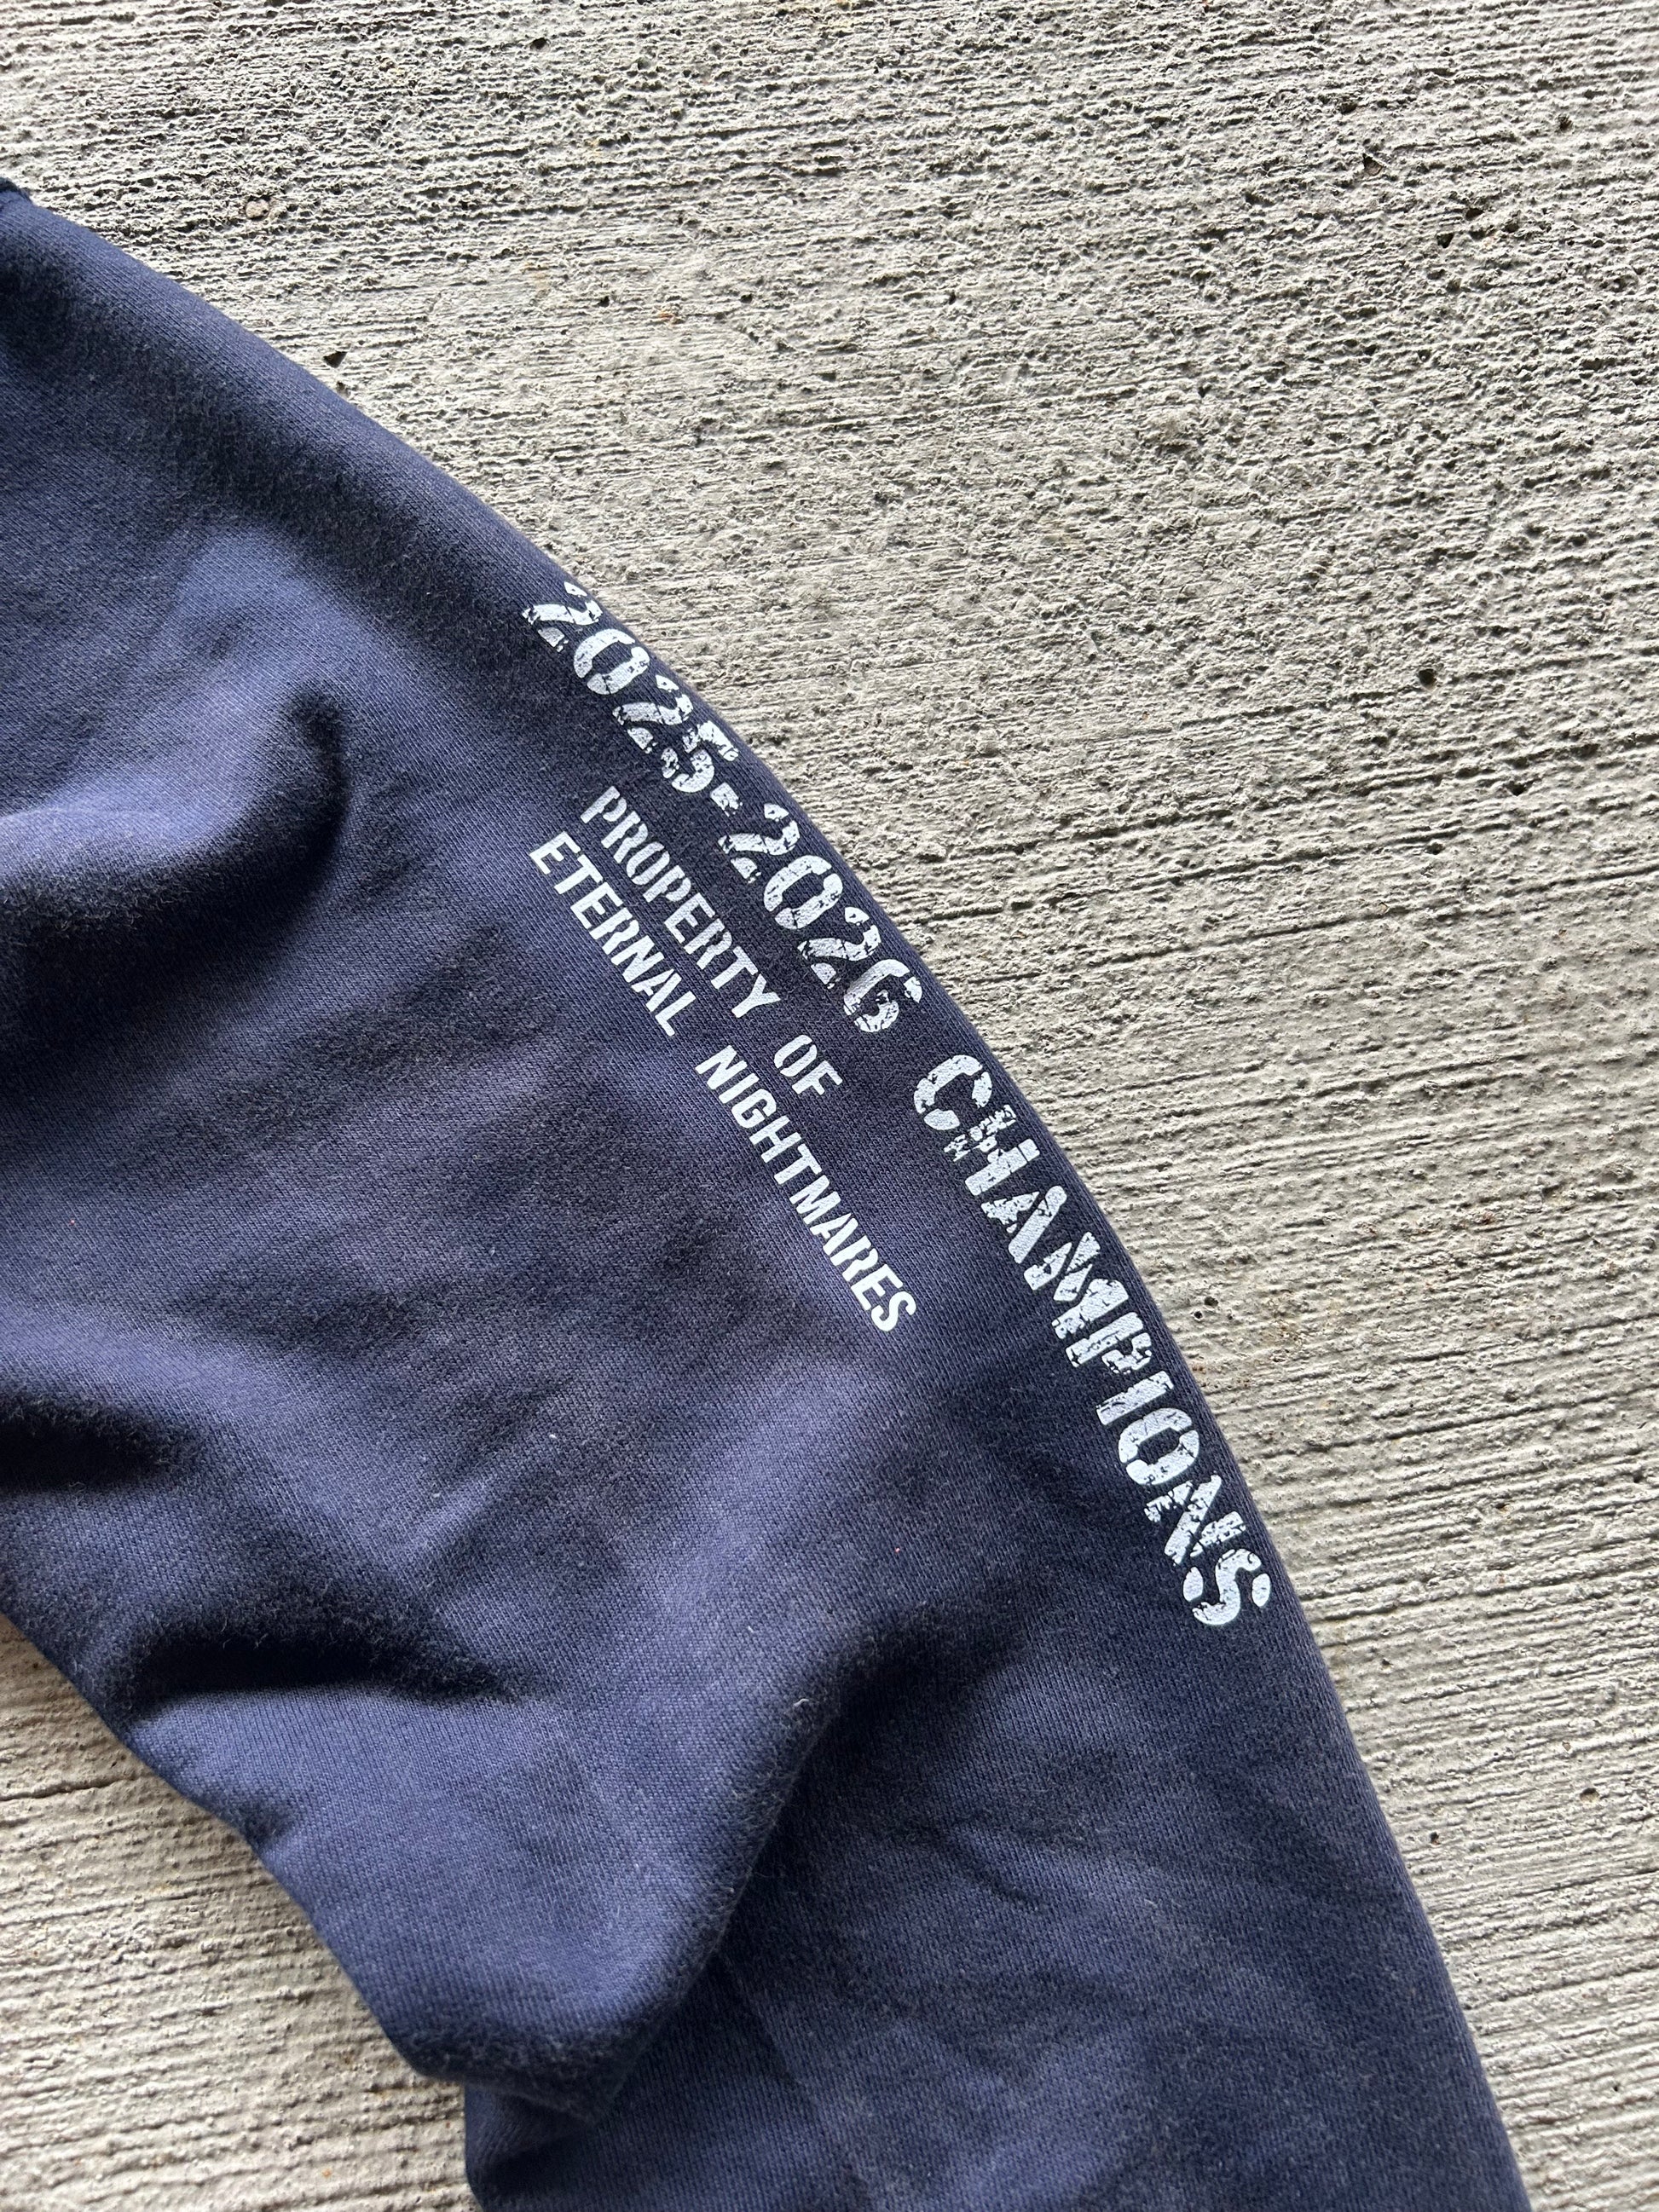 2025-2026 CHAMPIONS
PROPERTY OF
ETERNAL NIGHTMARES